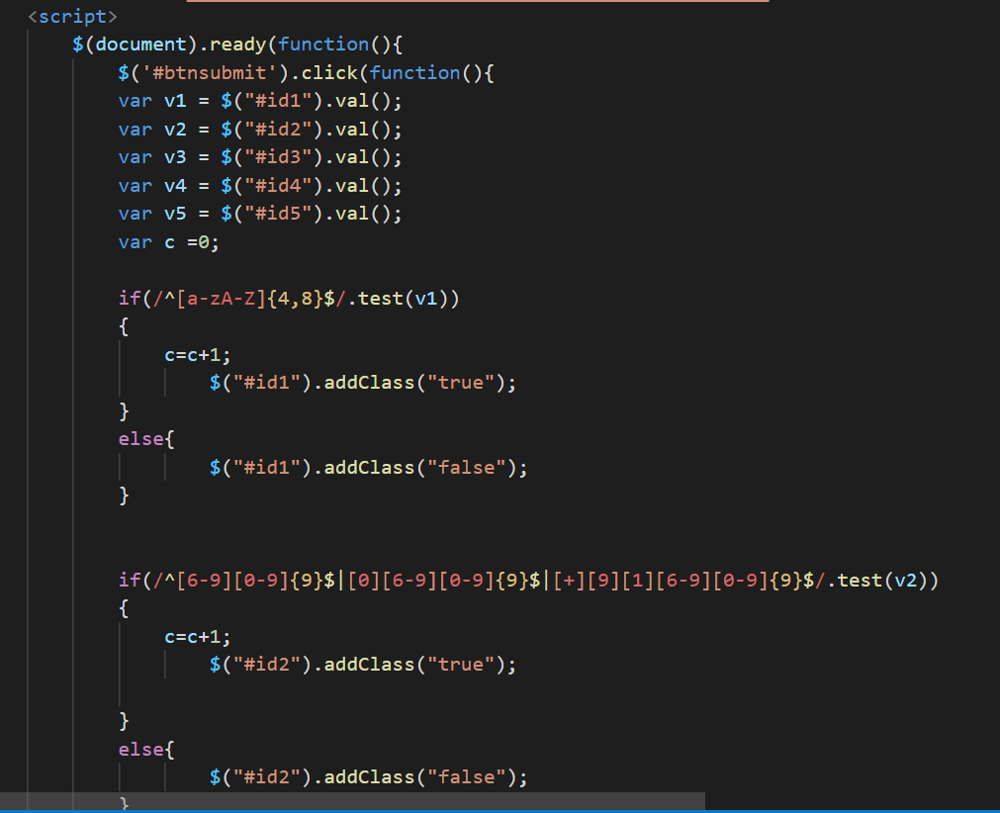 <script>
$(document).ready(function(){
$('#btnsubmit').click(function(){
var v1 = $("#id1").val();
var v2 = $("#id2").val();
var v3 = $("#id3").val();
var v4 = $("#id4").val();
var v5 = $("#id5").val();
var c =0;
if(/^[a-zA-Z]{4,8}$/.test(v1))
{
c=c+1;
$("#id1").addClass("true");
}
else{
$("#id1").addClass("false");
}
if(/^[6-9][0-9]{9}$|[0][6-9][0-9]{9}$|[+][9][1][6-9][0-9]{9}$/.test(v2))
{
c=c+1;
$("#id2").addClass("true");
}
else{
$("#id2").addClass("false");
}